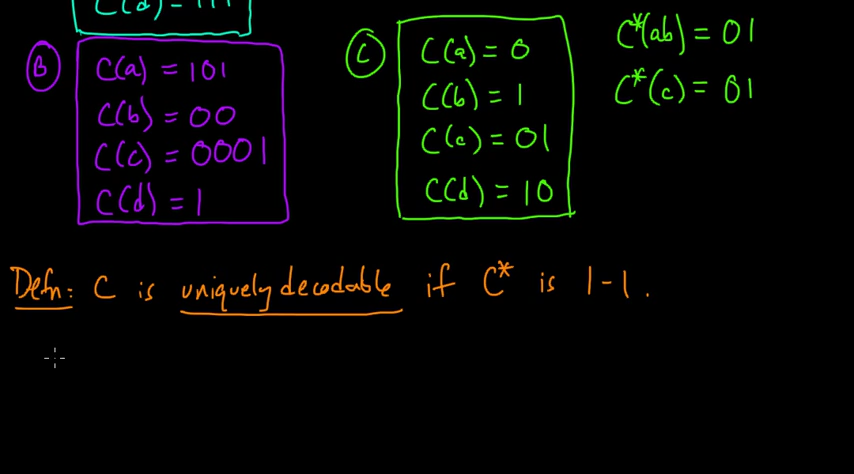 C(d) = 111
B
C(a) = 101
C(b) = 00
C(c) = 0001
C(d) = 1
C
C(a) = 0
C(b) = 1
C(c) = 01
C(d) = 10
C*(ab) = 01
C*(c) = 01
Defn: C is uniquely decodable if C* is 1-1.